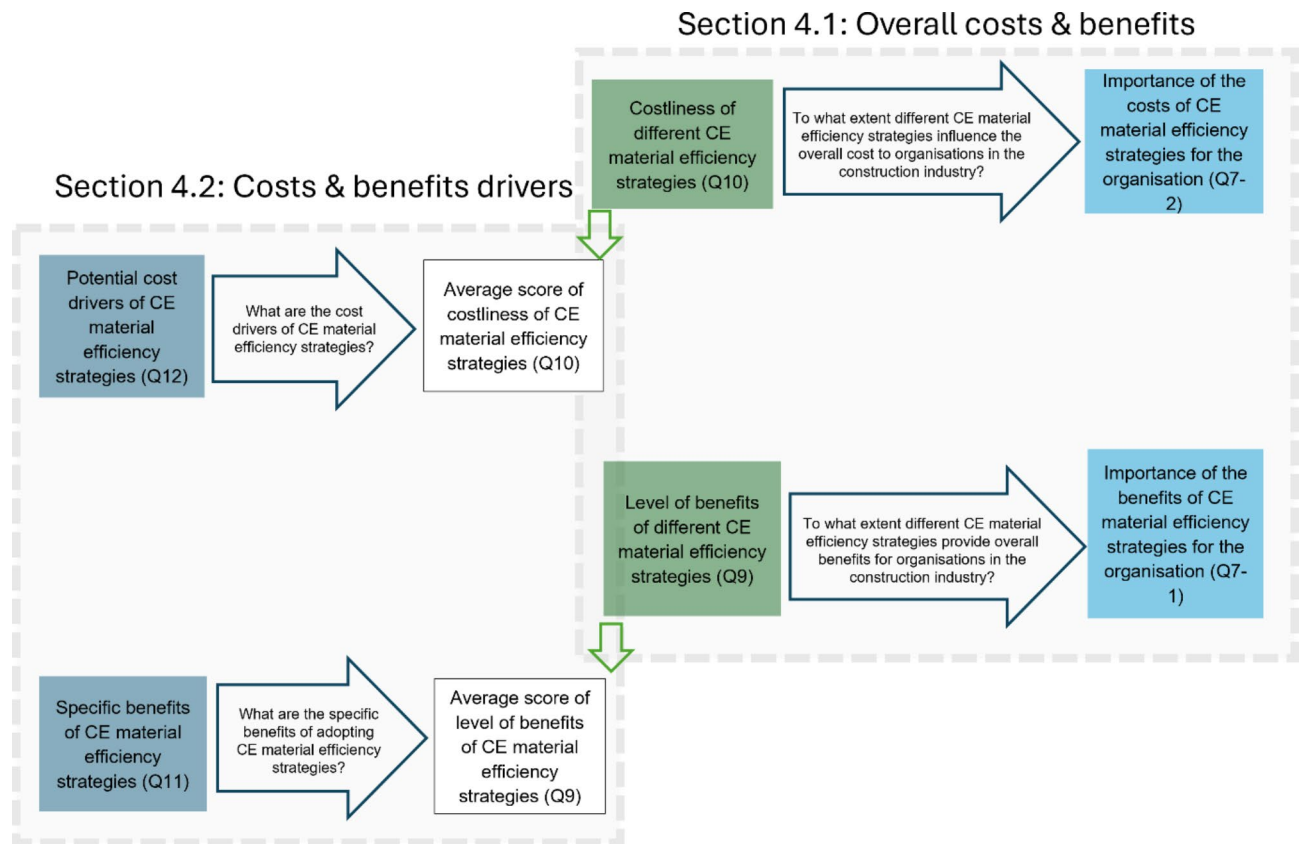 Section 4.1: Overall costs & benefits
Costliness of
different CE
material efficiency
strategies (Q10)
To what extent different CE material
efficiency strategies influence the
overall cost to organisations in the
construction industry?
Importance of the
costs of CE
material efficiency
strategies for the
organisation (Q7-
2)
Section 4.2: Costs & benefits drivers
Potential cost
drivers of CE
material
efficiency
strategies (Q12)
What are the cost
drivers of CE material
efficiency strategies?
Average score of
costliness of CE
material efficiency
strategies (Q10)
Level of benefits
of different CE
material efficiency
strategies (Q9)
To what extent different CE material
efficiency strategies provide overall
benefits for organisations in the
construction industry?
Importance of the
benefits of CE
material efficiency
strategies for the
organisation (Q7-
1)
Specific benefits
of CE material
efficiency
strategies (Q11)
What are the specific
benefits of adopting
CE material efficiency
strategies?
Average score of
level of benefits
of CE material
efficiency
strategies (Q9)